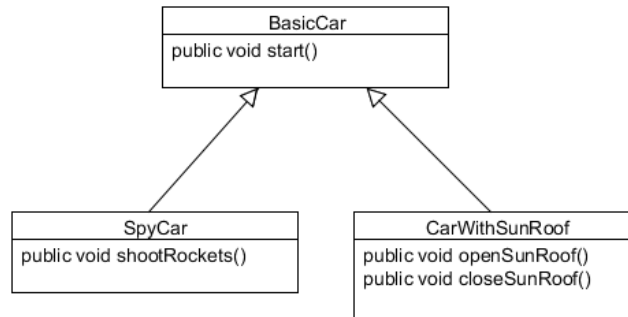 BasicCar
public void start()
SpyCar
public void shootRockets()
CarWithSunRoof
public void openSunRoof()
public void closeSunRoof()